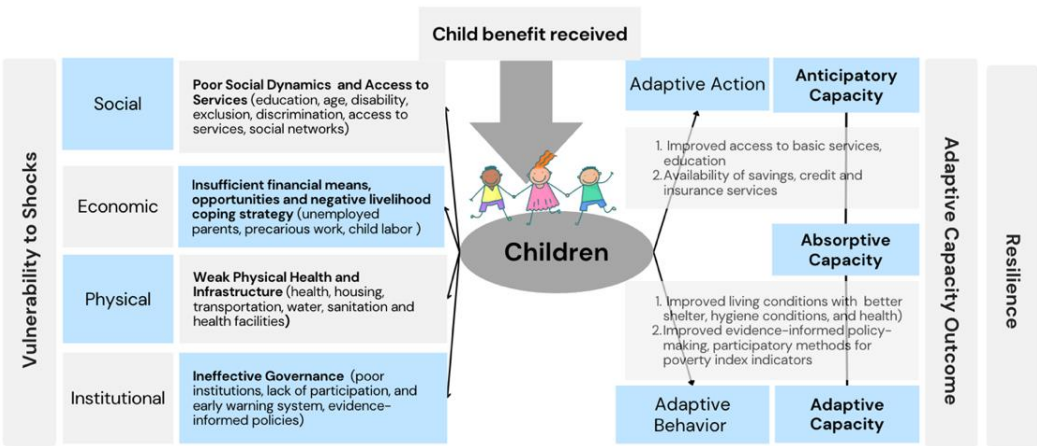 Child benefit received
Vulnerability to Shocks
Social
Poor Social Dynamics and Access to
Services (education, age, disability,
exclusion, discrimination, access to
services, social networks)
Economic
Insufficient financial means,
opportunities and negative livelihood
coping strategy (unemployed
parents, precarious work, child labor )
Physical
Weak Physical Health and
Infrastructure (health, housing,
transportation, water, sanitation and
health facilities)
Institutional
Ineffective Governance (poor
institutions, lack of participation, and
early warning system, evidence-
informed policies)
Children
Adaptive Action
Anticipatory
Capacity
1. Improved access to basic services,
education
2.Availability of savings, credit and
insurance services
Absorptive
Capacity
1. Improved living conditions with better
shelter, hygiene conditions, and health)
2.Improved evidence-informed policy-
making, participatory methods for
poverty index indicators
Adaptive
Behavior
Adaptive
Capacity
Adaptive Capacity Outcome
Resilience